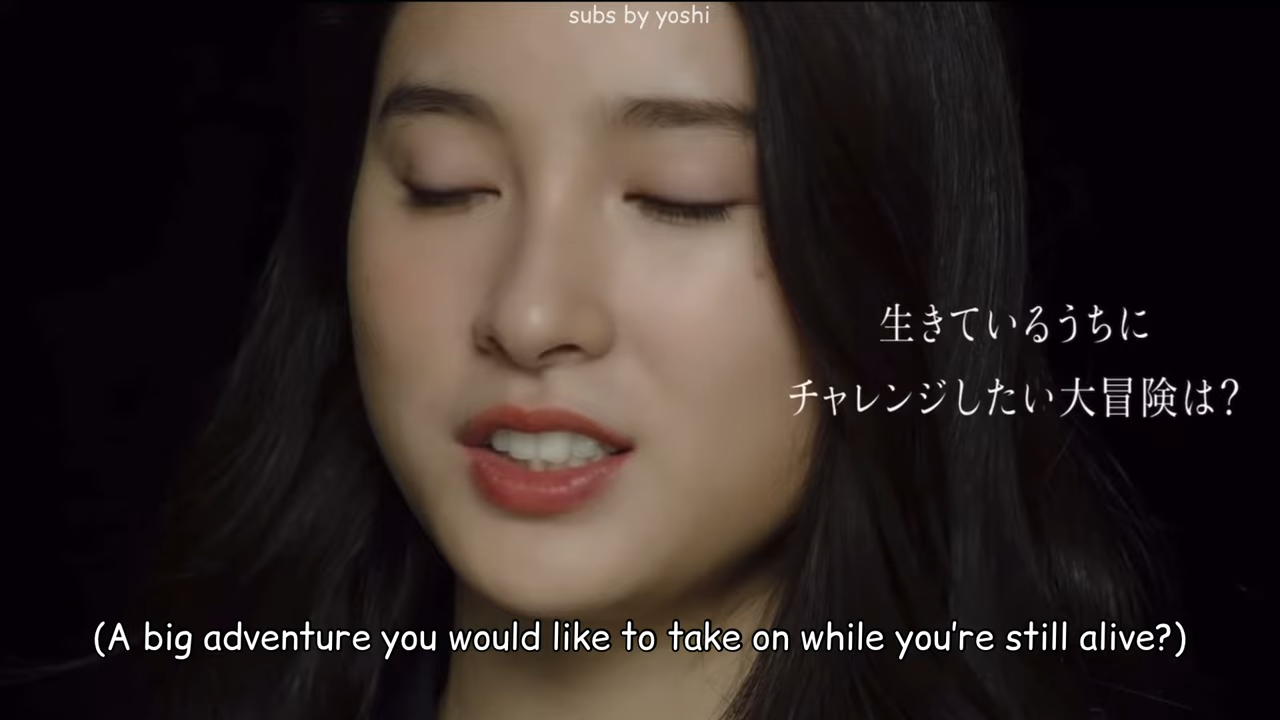 subs by yoshi
生きているうちに
チャレンジしたい大冒険は?
(A big adventure you would like to take on while you're still alive?)